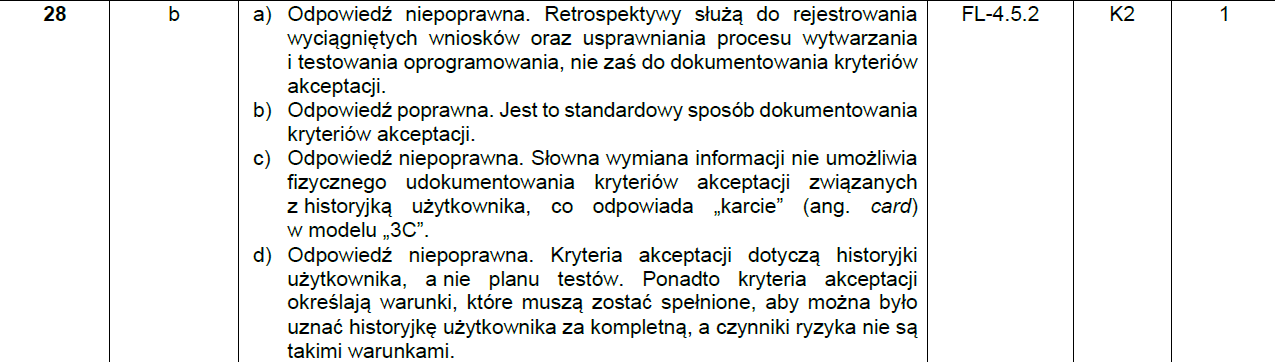 28 b a) Odpowiedź niepoprawna. Retrospektywy służą do rejestrowania FL-4.5.2 K2 1
wyciągniętych wniosków oraz usprawniania procesu wytwarzania
i testowania oprogramowania, nie zaś do dokumentowania kryteriów
akceptacji.
b) Odpowiedź poprawna. Jest to standardowy sposób dokumentowania
kryteriów akceptacji.
c) Odpowiedź niepoprawna. Słowna wymiana informacji nie umożliwia
fizycznego udokumentowania kryteriów akceptacji związanych
z historyjką użytkownika, co odpowiada „karcie” (ang. card)
w modelu „3C”.
d) Odpowiedź niepoprawna. Kryteria akceptacji dotyczą historyjki
użytkownika, a nie planu testów. Ponadto kryteria akceptacji
określają warunki, które muszą zostać spełnione, aby można było
uznać historyjkę użytkownika za kompletną, a czynniki ryzyka nie są
takimi warunkami.